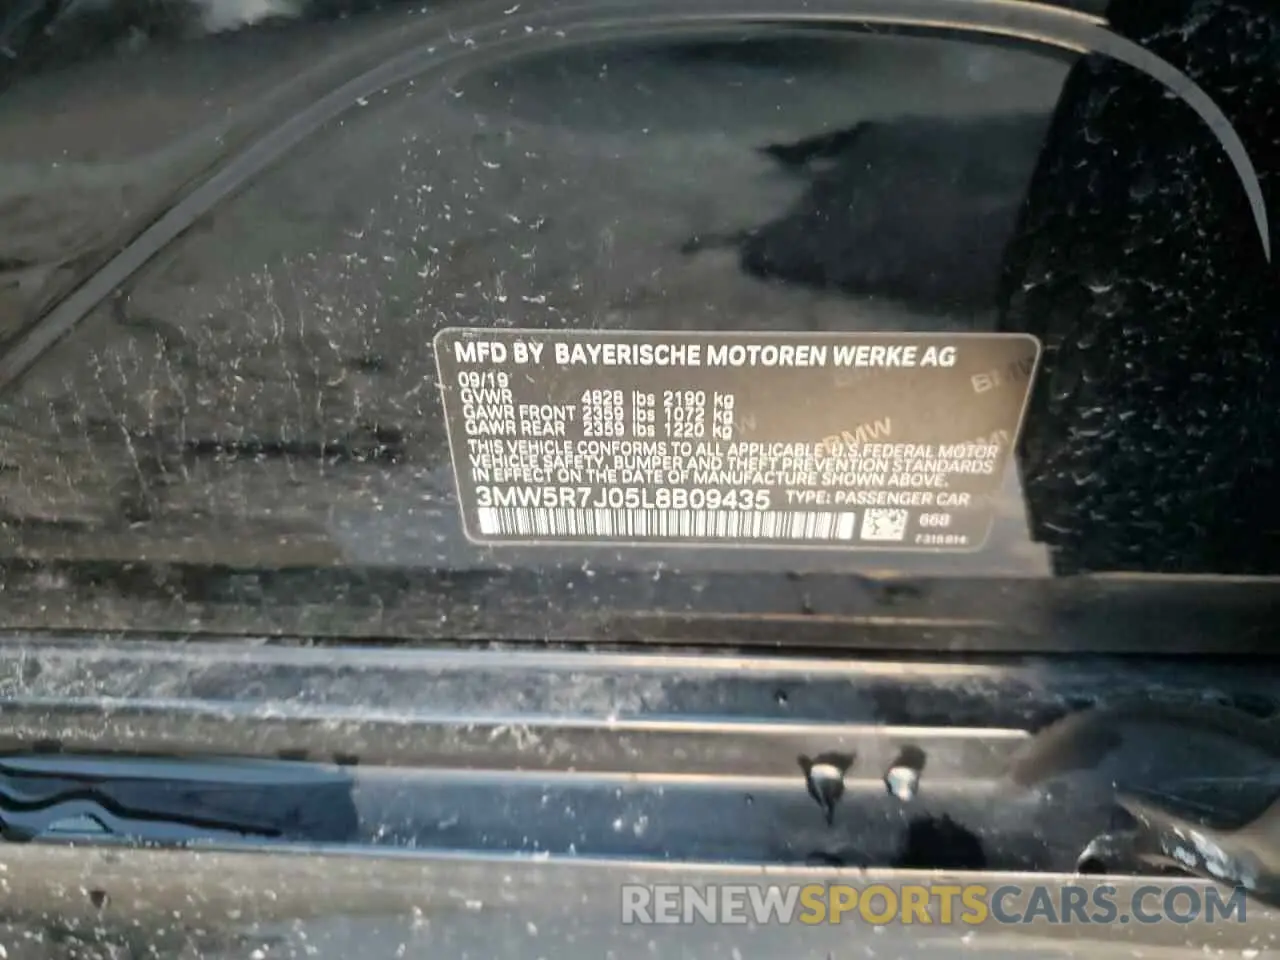 MFD BY BAYERISCHE MOTOREN WERKE AG
09/19
GVWR 4828 lbs 2190 kg
GAWR FRONT 2359 lbs 1072 kg
GAWR REAR 2359 lbs 1220 kg
THIS VEHICLE CONFORMS TO ALL APPLICABLE U.S.FEDERAL MOTOR
VEHICLE SAFETY, BUMPER AND THEFT PREVENTION STANDARDS
IN EFFECT ON THE DATE OF MANUFACTURE SHOWN ABOVE.
3MW5R7J05L8B09435 TYPE: PASSENGER CAR
668
BMW
RENEWSPORTSCARS.COM